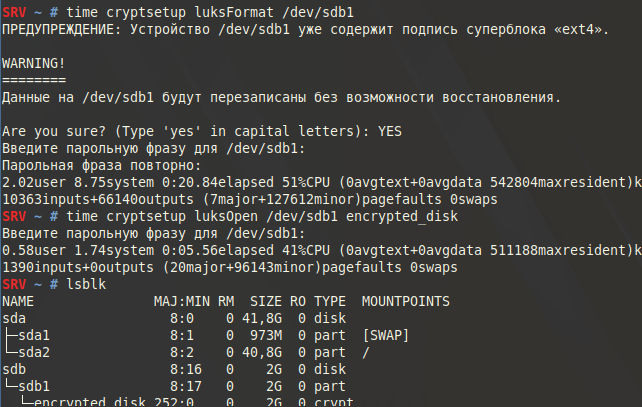 SRV ~ # time cryptsetup luksFormat /dev/sdb1
ПРЕДУПРЕЖДЕНИЕ: Устройство /dev/sdb1 уже содержит подпись суперблока «ext4».
WARNING!
========
Данные на /dev/sdb1 будут перезаписаны без возможности восстановления.
Are you sure? (Type 'yes' in capital letters): YES
Введите парольную фразу для /dev/sdb1:
Парольная фраза повторно:
2.02user 8.75system 0:20.84elapsed 51%CPU (0avgtext+0avgdata 542804maxresident)k
10363inputs+66140outputs (7major+127612minor)pagefaults 0swaps
SRV ~ # time cryptsetup luksOpen /dev/sdb1 encrypted_disk
Введите парольную фразу для /dev/sdb1:
0.58user 1.74system 0:05.56elapsed 41%CPU (0avgtext+0avgdata 511188maxresident)k
1390inputs+0outputs (20major+96143minor)pagefaults 0swaps
SRV ~ # lsblk
NAME MAJ:MIN RM SIZE RO TYPE MOUNTPOINTS
sda 8:0 0 41,8G 0 disk
├─sda1 8:1 0 973M 0 part [SWAP]
└─sda2 8:2 0 40,8G 0 part /
sdb 8:16 0 2G 0 disk
└─sdb1 8:17 0 2G 0 part
└─encrypted_disk 252:0 0 2G 0 crypt